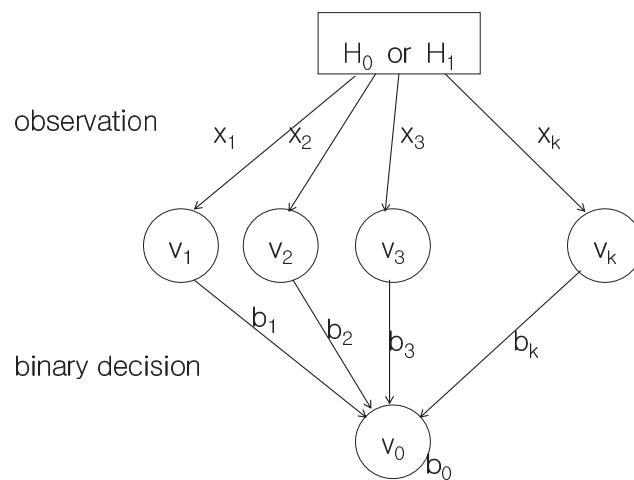 H₀ or H₁
observation
x₁ x₂ x₃ xₖ
v₁ v₂ v₃ vₖ
b₁ b₂ b₃ bₖ
binary decision
v₀
b₀